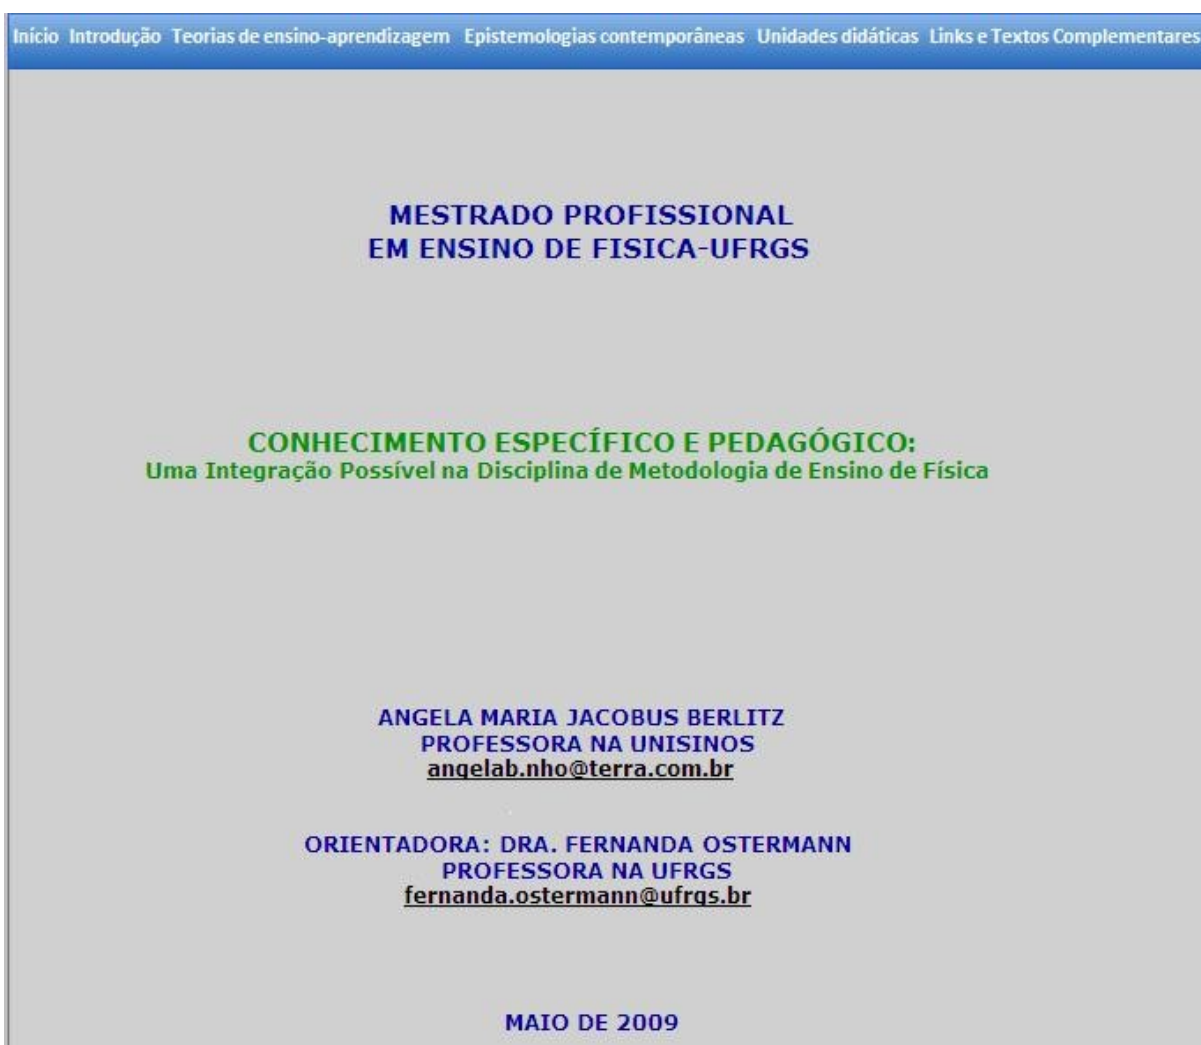 Início Introdução Teorias de ensino-aprendizagem Epistemologias contemporâneas Unidades didáticas Links e Textos Complementares
MESTRADO PROFISSIONAL
EM ENSINO DE FISICA-UFRGS
CONHECIMENTO ESPECÍFICO E PEDAGÓGICO:
Uma Integração Possível na Disciplina de Metodologia de Ensino de Física
ANGELA MARIA JACOBUS BERLITZ
PROFESSORA NA UNISINOS
angelab.nho@terra.com.br
ORIENTADORA: DRA. FERNANDA OSTERMANN
PROFESSORA NA UFRGS
fernanda.ostermann@ufrgs.br
MAIO DE 2009